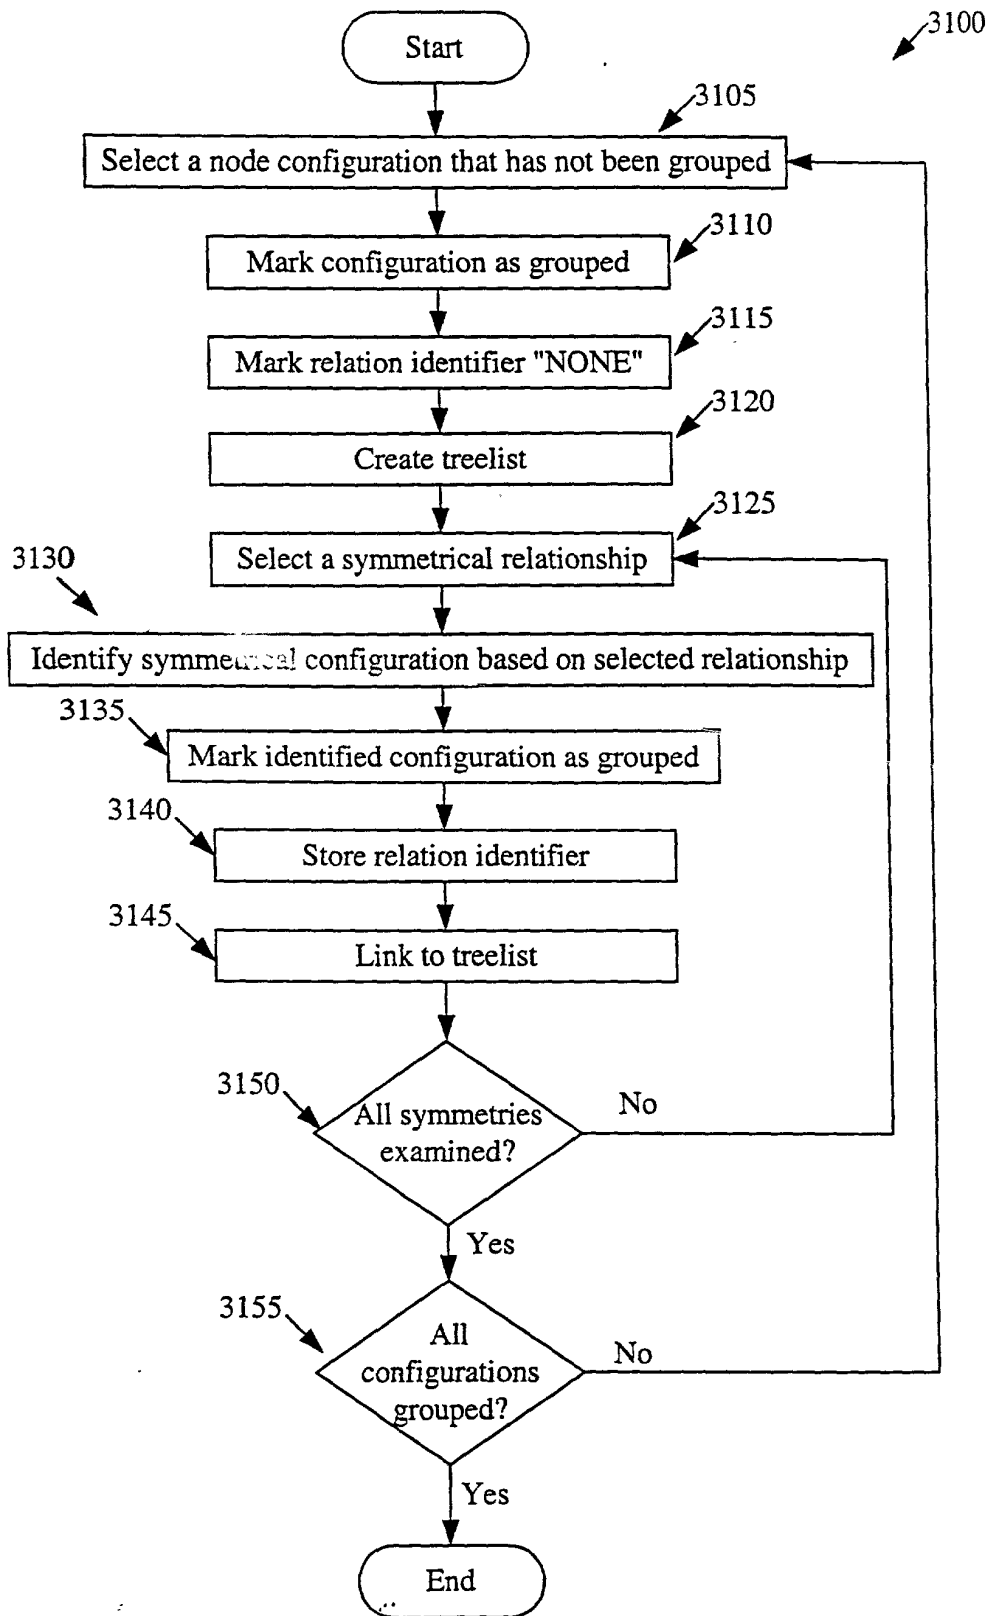 3100
Start
3105
Select a node configuration that has not been grouped
3110
Mark configuration as grouped
3115
Mark relation identifier "NONE"
3120
Create treelist
3125
Select a symmetrical relationship
3130
Identify symmetrical configuration based on selected relationship
3135
Mark identified configuration as grouped
3140
Store relation identifier
3145
Link to treelist
3150
All symmetries
examined?
No
Yes
3155
All
configurations
grouped?
No
Yes
End